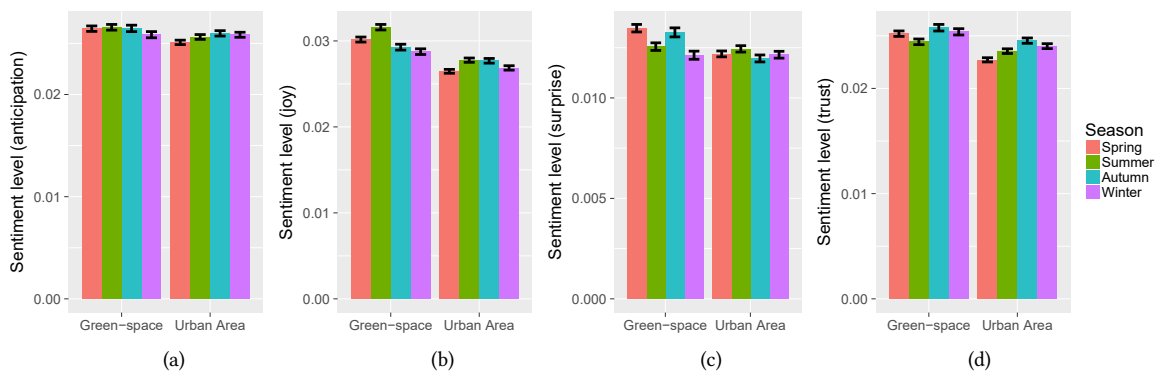 Sentiment level (anticipation)
0.02
0.01
0.00
Green−space
Urban Area
(a)
Sentiment level (joy)
0.03
0.02
0.01
0.00
Green−space
Urban Area
(b)
Sentiment level (surprise)
0.010
0.005
0.000
Green−space
Urban Area
(c)
Sentiment level (trust)
0.02
0.01
0.00
Green−space
Urban Area
(d)
Season
Spring
Summer
Autumn
Winter